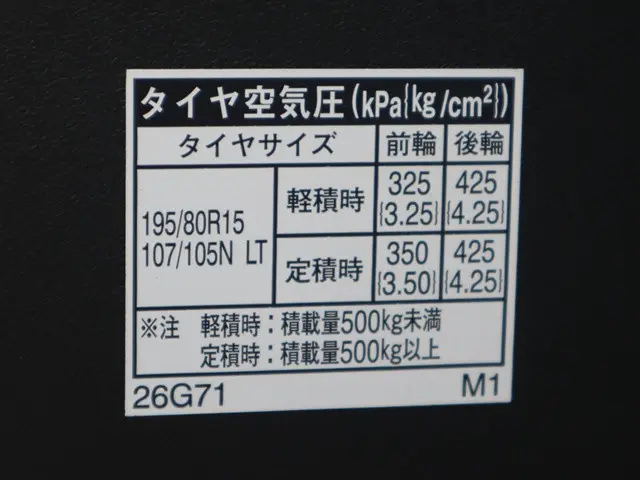 タイヤ空気圧(kPa{kg/cm²})
タイヤサイズ 前輪 後輪
195/80R15 107/105N LT 軽積時 325 {3.25} 425 {4.25}
定積時 350 {3.50} 425 {4.25}
※注 軽積時:積載量500kg未満
定積時:積載量500kg以上
26G71 M1